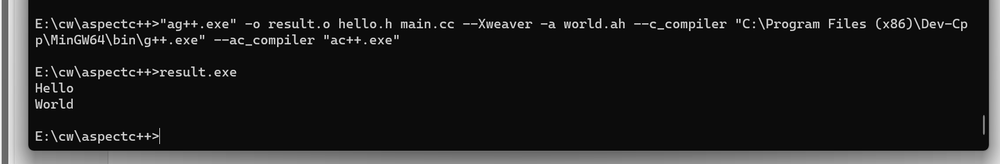 E:\cw\aspectc++>"ag++.exe" -o result.o hello.h main.cc --Xweaver -a world.ah --c_compiler "C:\Program Files (x86)\Dev-Cp
p\MinGW64\bin\g++.exe" --ac_compiler "ac++.exe"
E:\cw\aspectc++>result.exe
Hello
World
E:\cw\aspectc++>